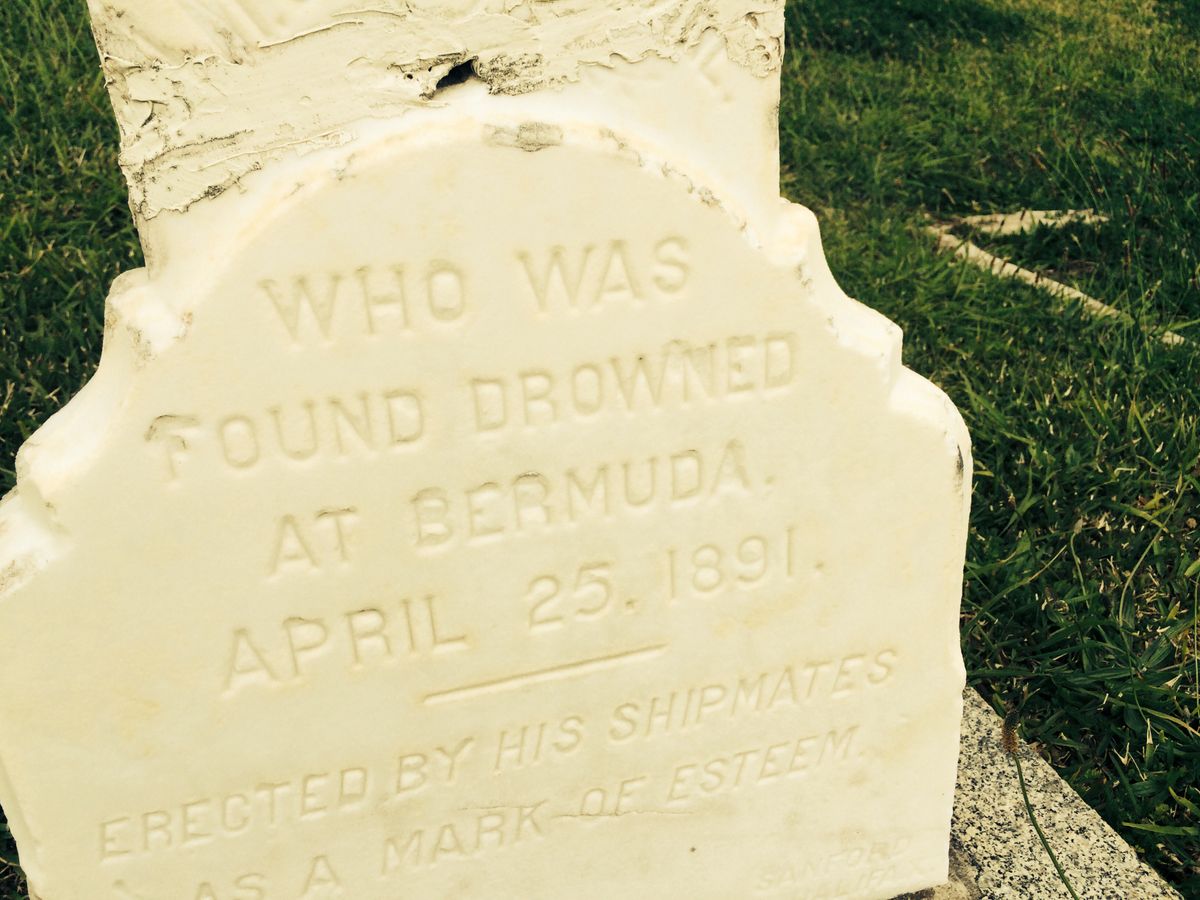 WHO WAS
FOUND DROWNED
AT BERMUDA.
APRIL 25. 1891.
ERECTED BY HIS SHIPMATES
AS A MARK OF ESTEEM.
SANFORD